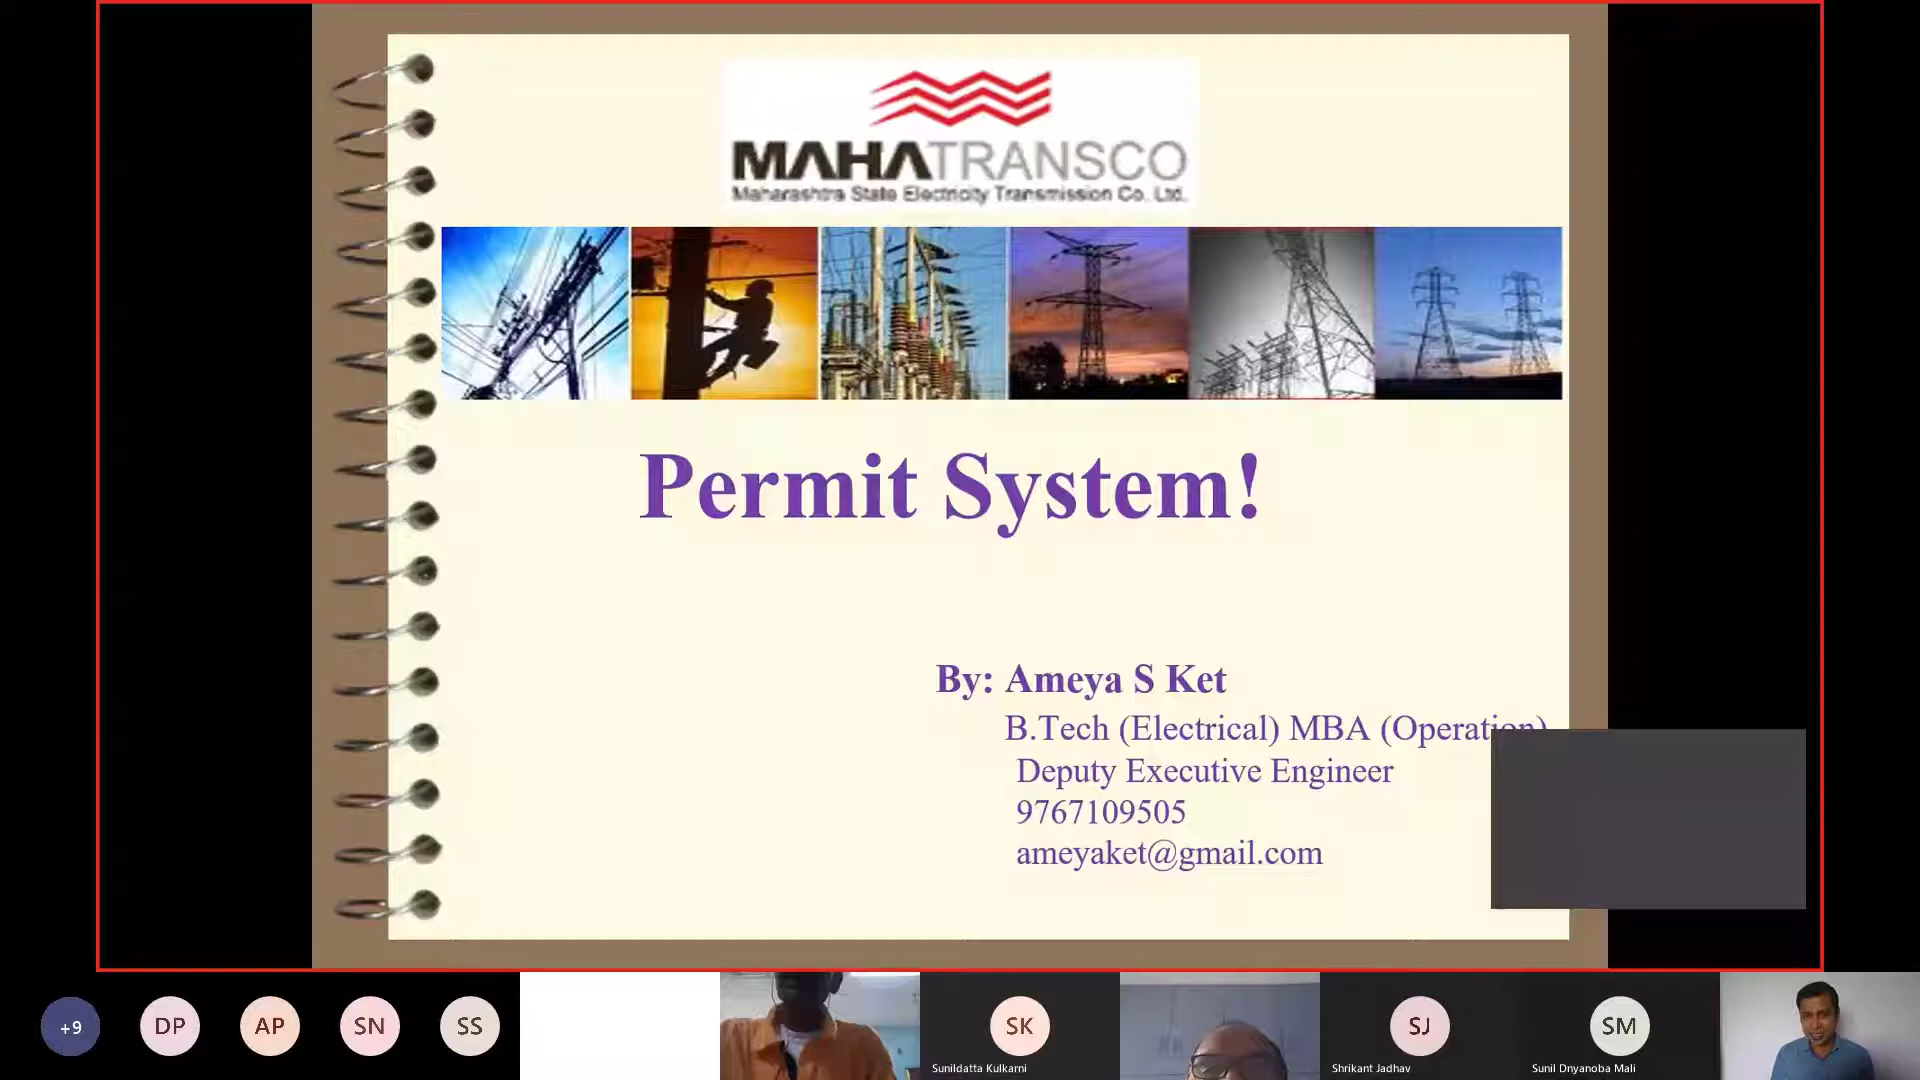 MAHATRANSCO
Maharashtra State Electricity Transmission Co. Ltd.
Permit System!
By: Ameya S Ket
B.Tech (Electrical) MBA (Operation)
Deputy Executive Engineer
9767109505
ameyaket@gmail.com
+9
DP
AP
SN
SS
SK
SJ
SM
Sunildatta Kulkarni
Shrikant Jadhav
Sunil Dnyanoba Mali